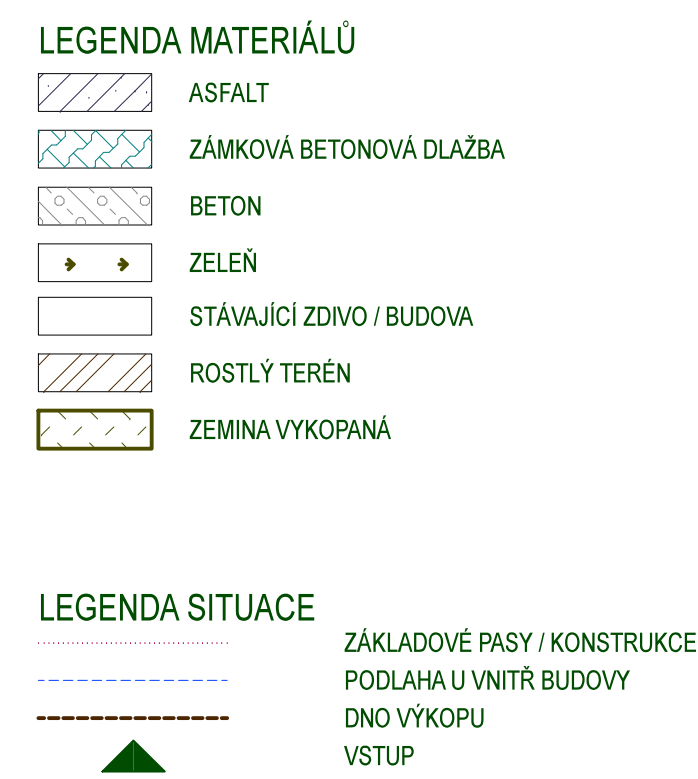 LEGENDA MATERIÁLŮ
ASFALT
ZÁMKOVÁ BETONOVÁ DLAŽBA
BETON
ZELEŇ
STÁVAJÍCÍ ZDIVO / BUDOVA
ROSTLÝ TERÉN
ZEMINA VYKOPANÁ
LEGENDA SITUACE
ZÁKLADOVÉ PASY / KONSTRUKCE
PODLAHA U VNITŘ BUDOVY
DNO VÝKOPU
VSTUP